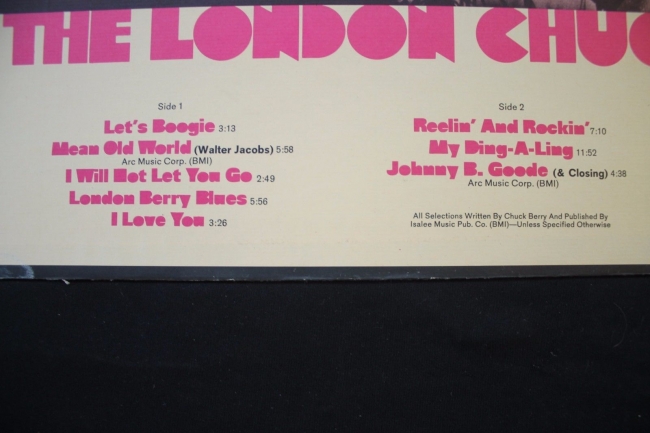 THE LONDON CHUC
Side 1
Let's Boogie 3:13
Mean Old World (Walter Jacobs) 5:58
Arc Music Corp. (BMI)
I Will Not Let You Go 2:49
London Berry Blues 5:56
I Love You 3:26
Side 2
Reelin' And Rockin' 7:10
My Ding-A-Ling 11:52
Johnny B. Goode (& Closing) 4:38
Arc Music Corp. (BMI)
All Selections Written By Chuck Berry And Published By
Isalee Music Pub. Co. (BMI)—Unless Specified Otherwise